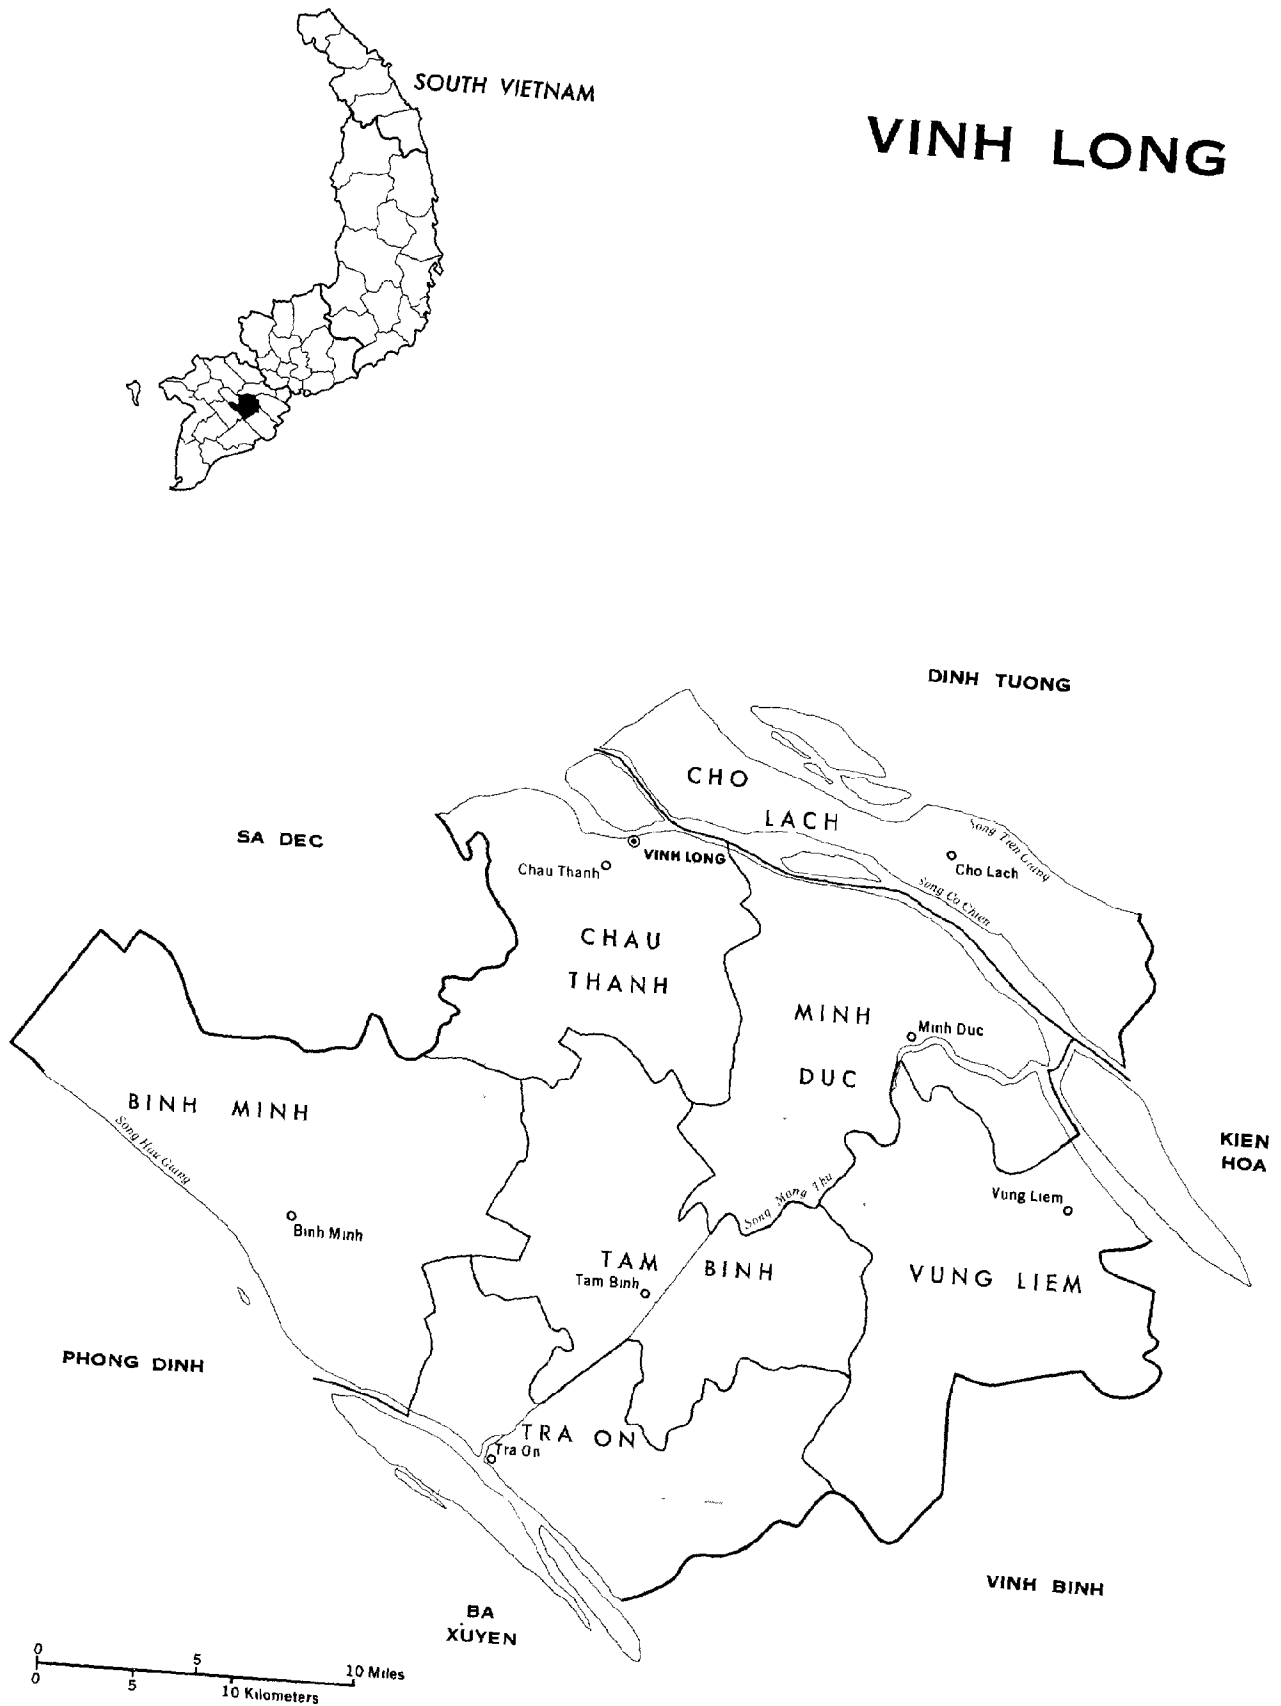 SOUTH VIETNAM
VINH LONG
DINH TUONG
CHO
LACH
SA DEC
Song Tien Giang
VINH LONG
Chau Thanh
Cho Lach
Song Co Chien
CHAU
THANH
MINH
DUC
Minh Duc
BINH MINH
Song Hau Giang
KIEN
HOA
Song Mang Thu
Vung Liem
Binh Minh
TAM BINH
Tam Binh
VUNG LIEM
PHONG DINH
TRA ON
Tra On
VINH BINH
BA
XUYEN
0 5 10 Miles
0 5 10 Kilometers